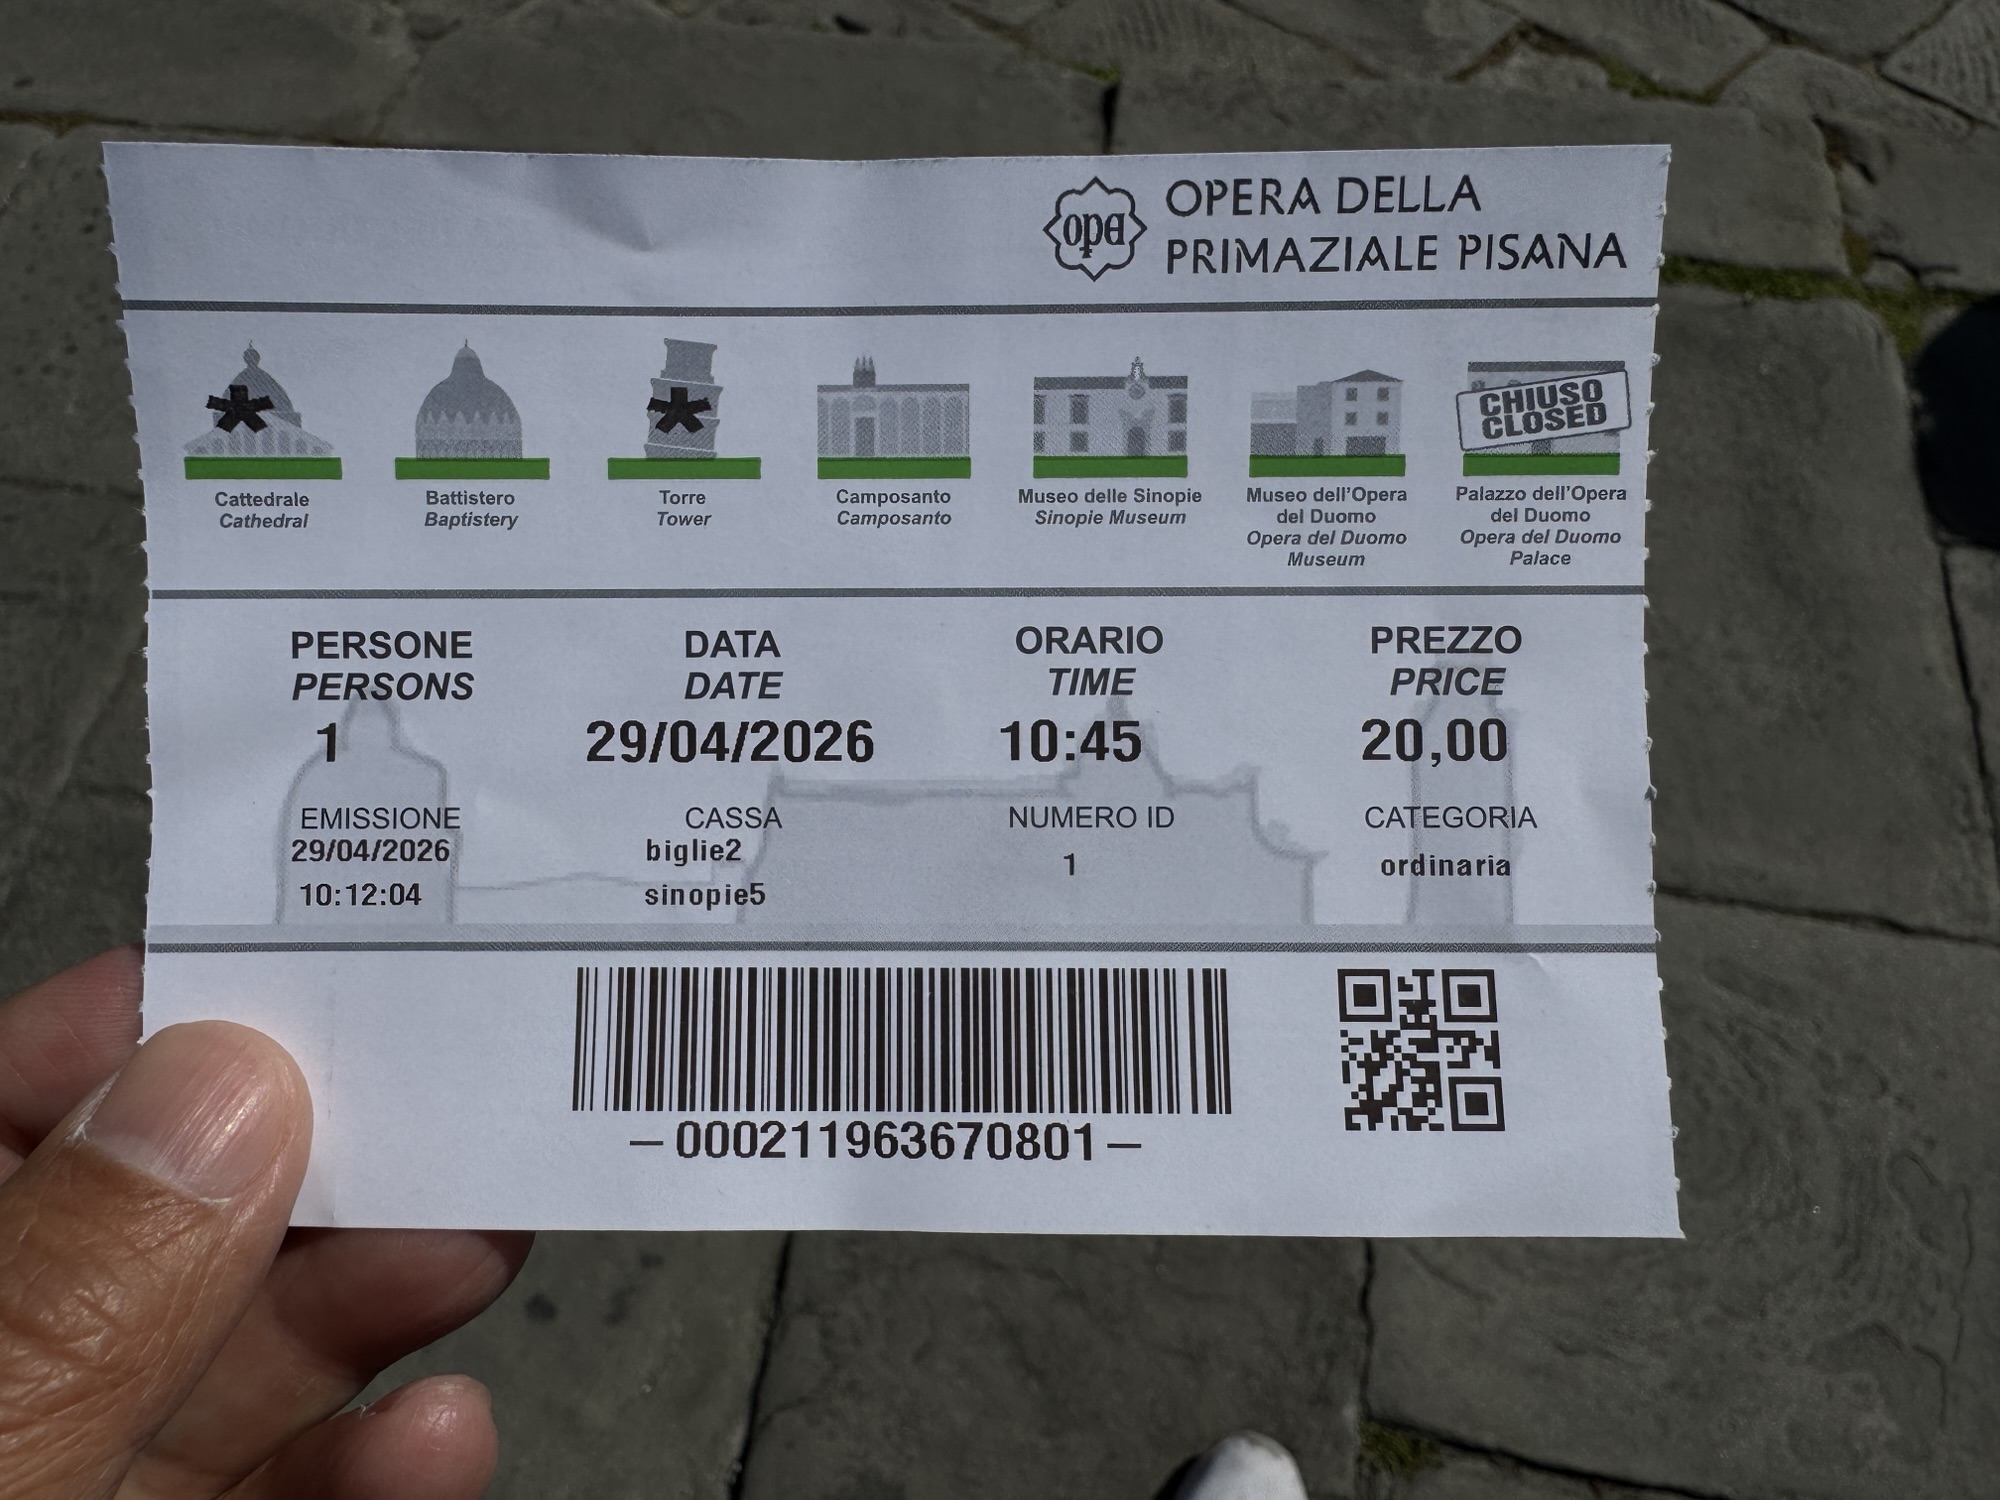 opa
OPERA DELLA
PRIMAZIALE PISANA
CHIUSO
CLOSED
Cattedrale
Cathedral
Battistero
Baptistery
Torre
Tower
Camposanto
Camposanto
Museo delle Sinopie
Sinopie Museum
Museo dell'Opera
del Duomo
Opera del Duomo
Museum
Palazzo dell'Opera
del Duomo
Opera del Duomo
Palace
PERSONE
PERSONS
1
DATA
DATE
29/04/2026
ORARIO
TIME
10:45
PREZZO
PRICE
20,00
EMISSIONE
29/04/2026
10:12:04
CASSA
biglie2
sinopie5
NUMERO ID
1
CATEGORIA
ordinaria
—000211963670801—